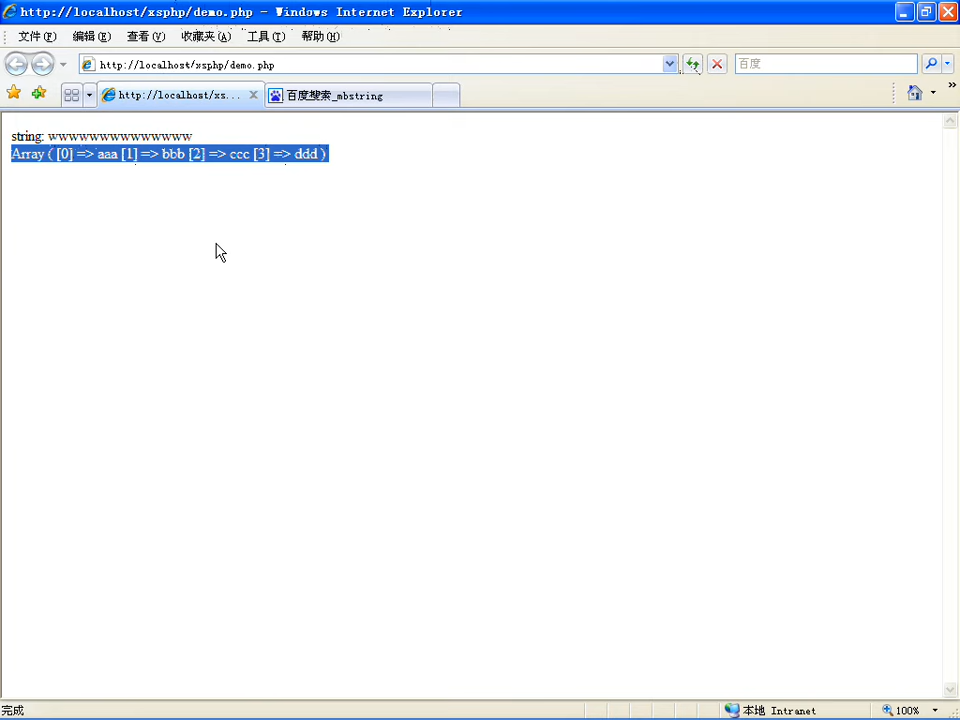 http://localhost/xsphp/demo.php - Windows Internet Explorer
文件(F) 编辑(E) 查看(V) 收藏夹(A) 工具(T) 帮助(H)
http://localhost/xsphp/demo.php 百度
http://localhost/xs... 百度搜索_mbstring
string: wwwwwwwwwwwwww
Array ( [0] => aaa [1] => bbb [2] => ccc [3] => ddd )
完成 本地 Intranet 100%